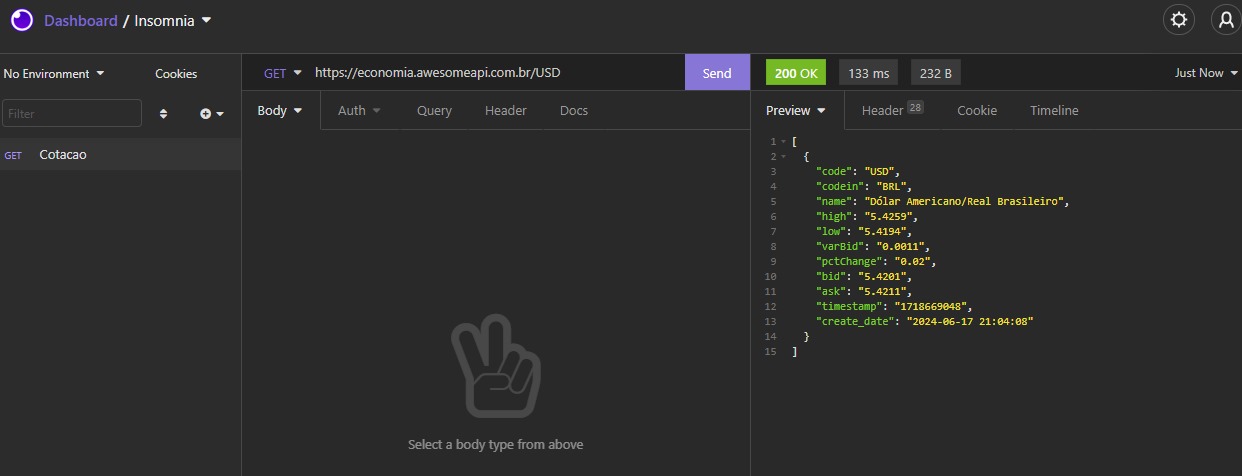 Dashboard / Insomnia
No Environment Cookies
GET https://economia.awesomeapi.com.br/USD Send
200 OK 133 ms 232 B Just Now
Filter
Body Auth Query Header Docs
Preview Header 28 Cookie Timeline
GET Cotacao
1 [
2 {
3 "code": "USD",
4 "codein": "BRL",
5 "name": "Dólar Americano/Real Brasileiro",
6 "high": "5.4259",
7 "low": "5.4194",
8 "varBid": "0.0011",
9 "pctChange": "0.02",
10 "bid": "5.4201",
11 "ask": "5.4211",
12 "timestamp": "1718669048",
13 "create_date": "2024-06-17 21:04:08"
14 }
15 ]
Select a body type from above